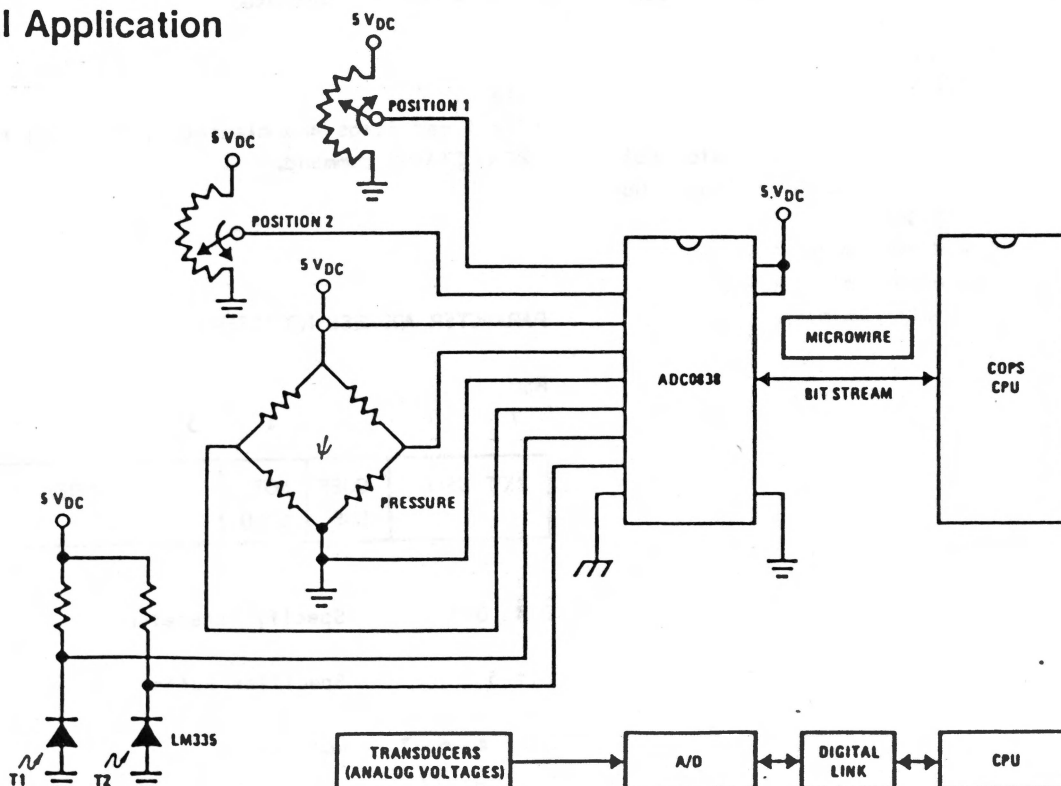 l Application
5 VDC
POSITION 1
5 VDC
POSITION 2
5 VDC
5 VDC
ADC0838
MICROWIRE
BIT STREAM
COPS
CPU
ψ
PRESSURE
5 VDC
LM335
T1
T2
TRANSDUCERS
(ANALOG VOLTAGES)
A/D
DIGITAL
LINK
CPU